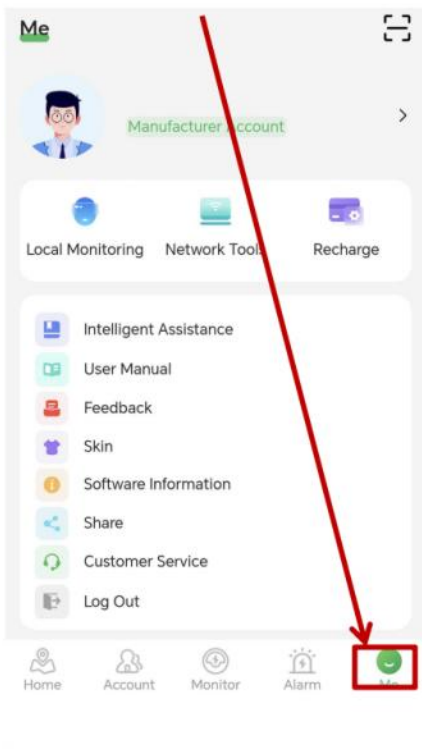 Me
Manufacturer Account
Local Monitoring Network Tools Recharge
Intelligent Assistance
User Manual
Feedback
Skin
Software Information
Share
Customer Service
Log Out
Home Account Monitor Alarm Me